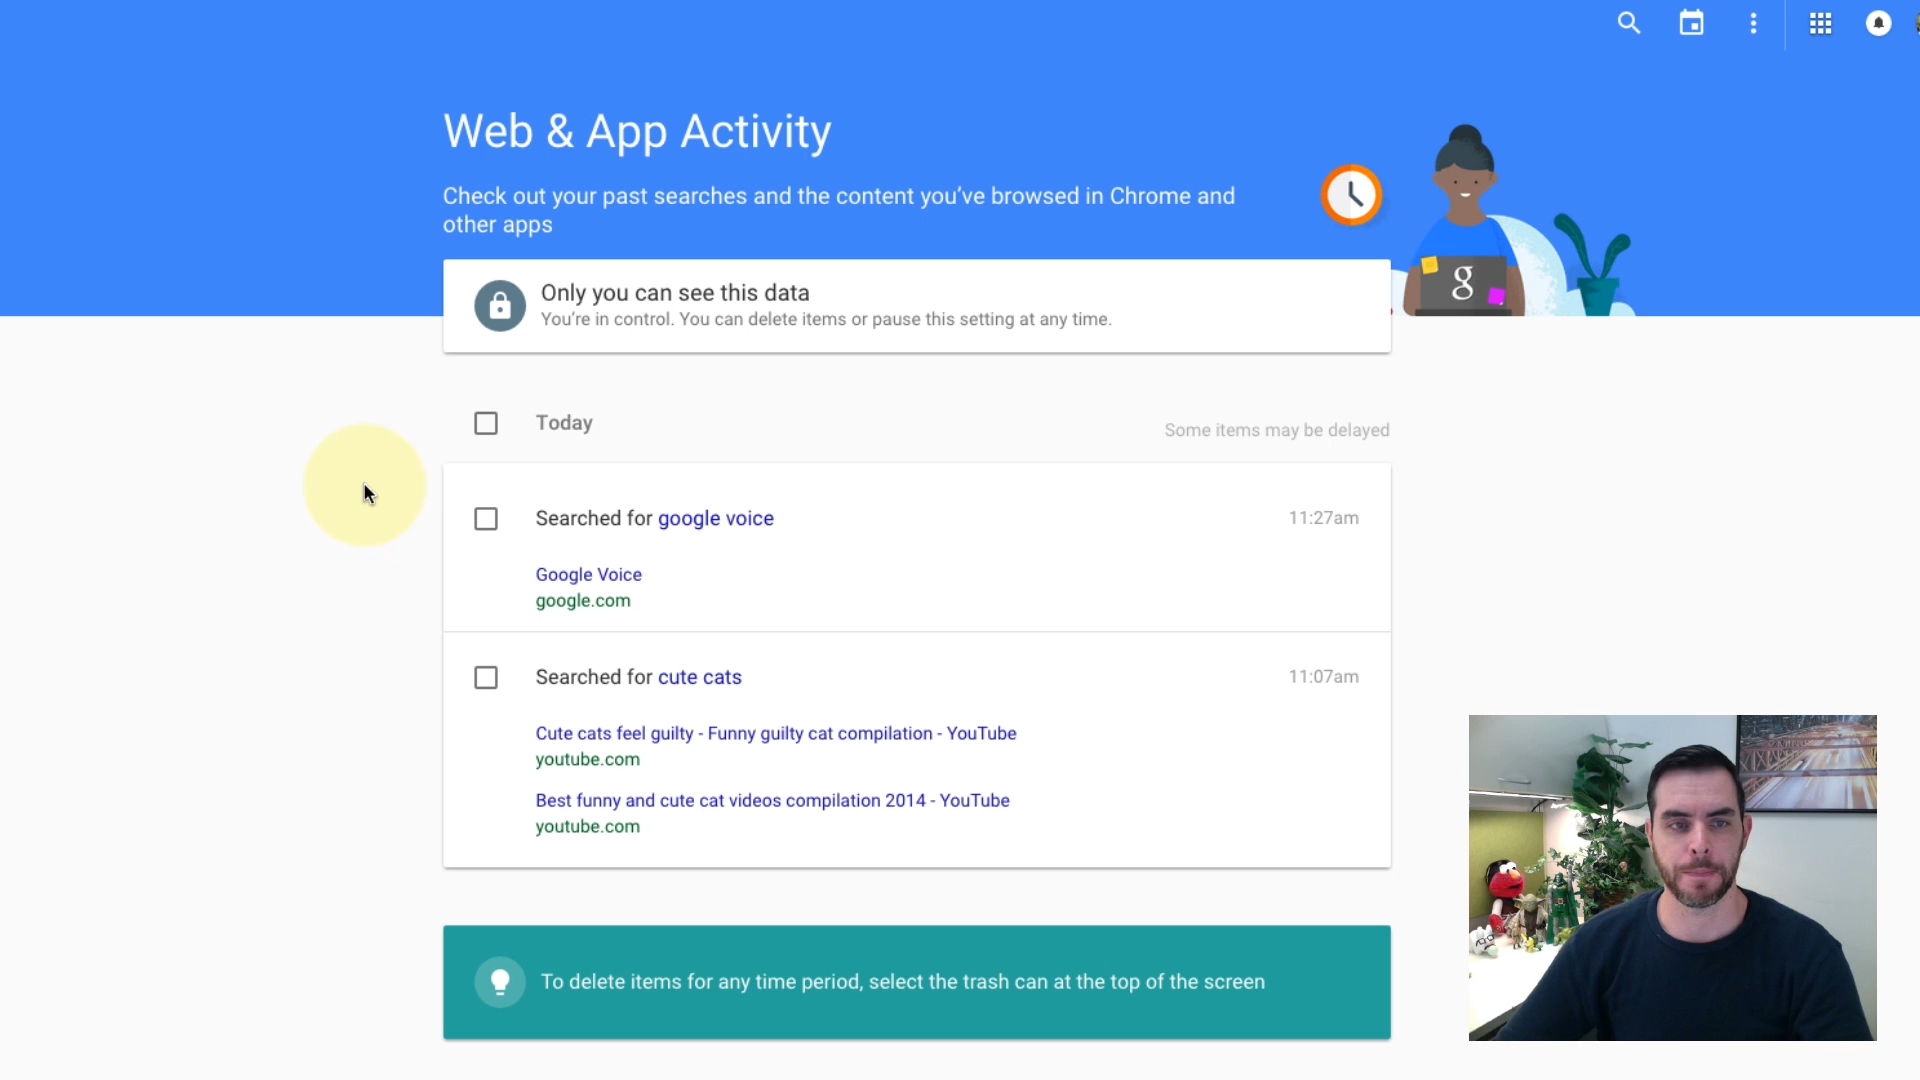 Web & App Activity
Check out your past searches and the content you’ve browsed in Chrome and
other apps
g
Only you can see this data
You’re in control. You can delete items or pause this setting at any time.
Today
Some items may be delayed
Searched for google voice
11:27am
Google Voice
google.com
Searched for cute cats
11:07am
Cute cats feel guilty - Funny guilty cat compilation - YouTube
youtube.com
Best funny and cute cat videos compilation 2014 - YouTube
youtube.com
To delete items for any time period, select the trash can at the top of the screen